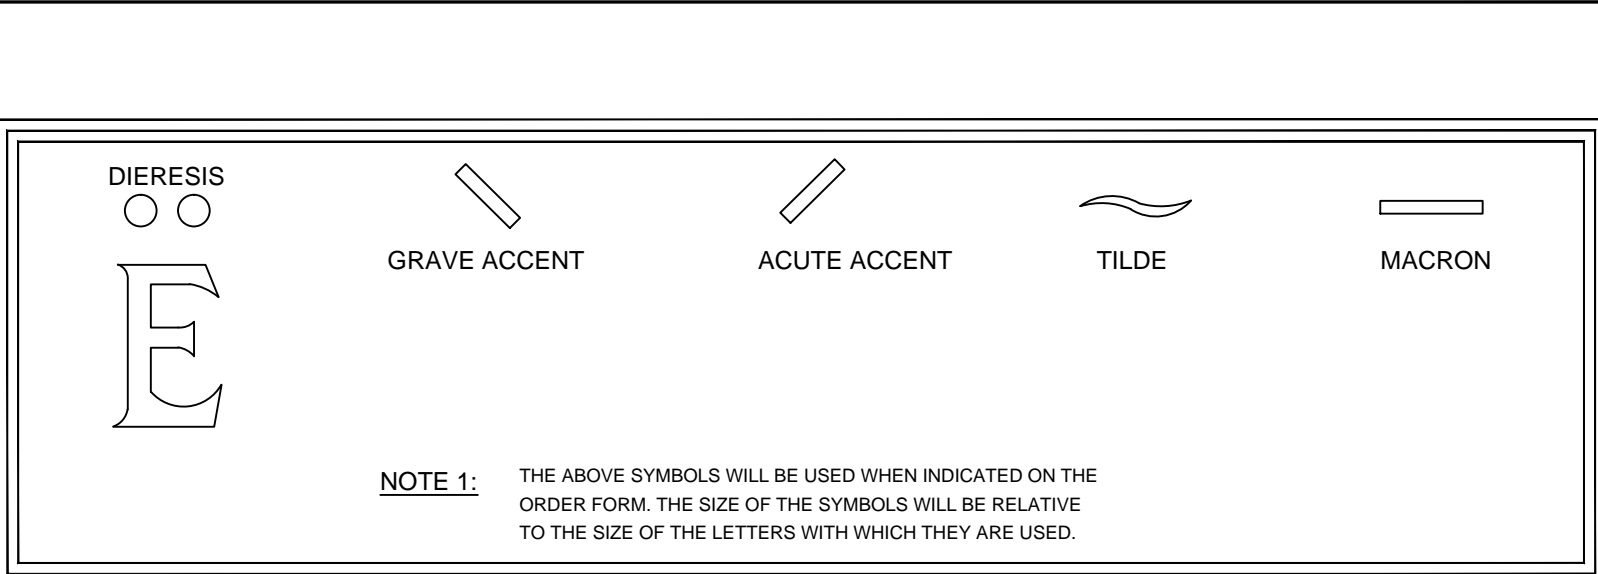 DIERESIS
E
GRAVE ACCENT
ACUTE ACCENT
TILDE
MACRON
NOTE 1:
THE ABOVE SYMBOLS WILL BE USED WHEN INDICATED ON THE
ORDER FORM. THE SIZE OF THE SYMBOLS WILL BE RELATIVE
TO THE SIZE OF THE LETTERS WITH WHICH THEY ARE USED.